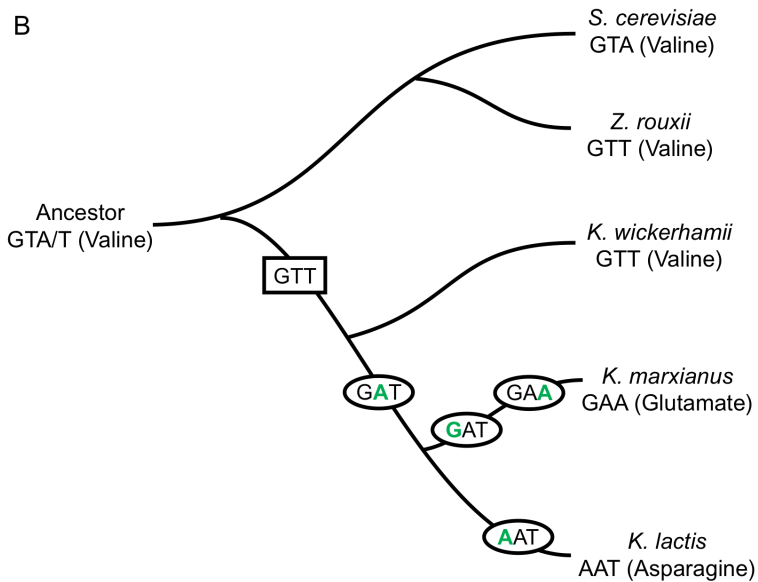 B
S. cerevisiae
GTA (Valine)
Z. rouxii
GTT (Valine)
Ancestor
GTA/T (Valine)
K. wickerhamii
GTT (Valine)
GTT
GAT
GAA
K. marxianus
GAA (Glutamate)
GAT
AAT
K. lactis
AAT (Asparagine)